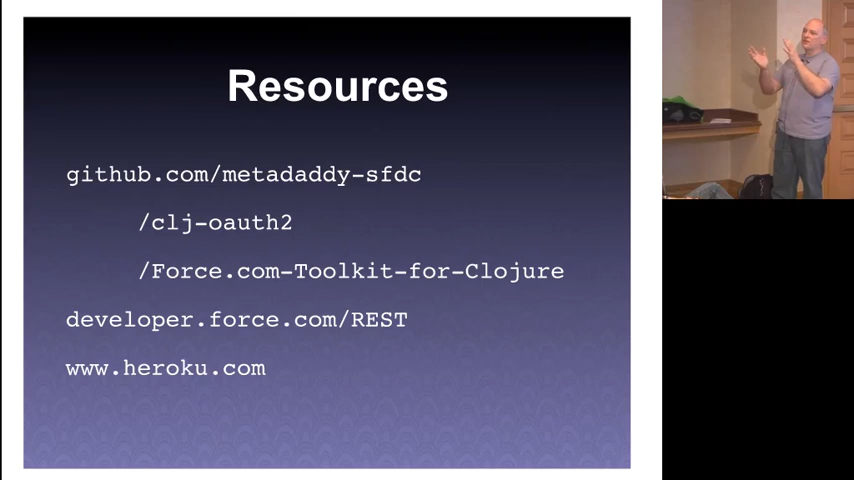 Resources
github.com/metadaddy-sfdc
/clj-oauth2
/Force.com-Toolkit-for-Clojure
developer.force.com/REST
www.heroku.com